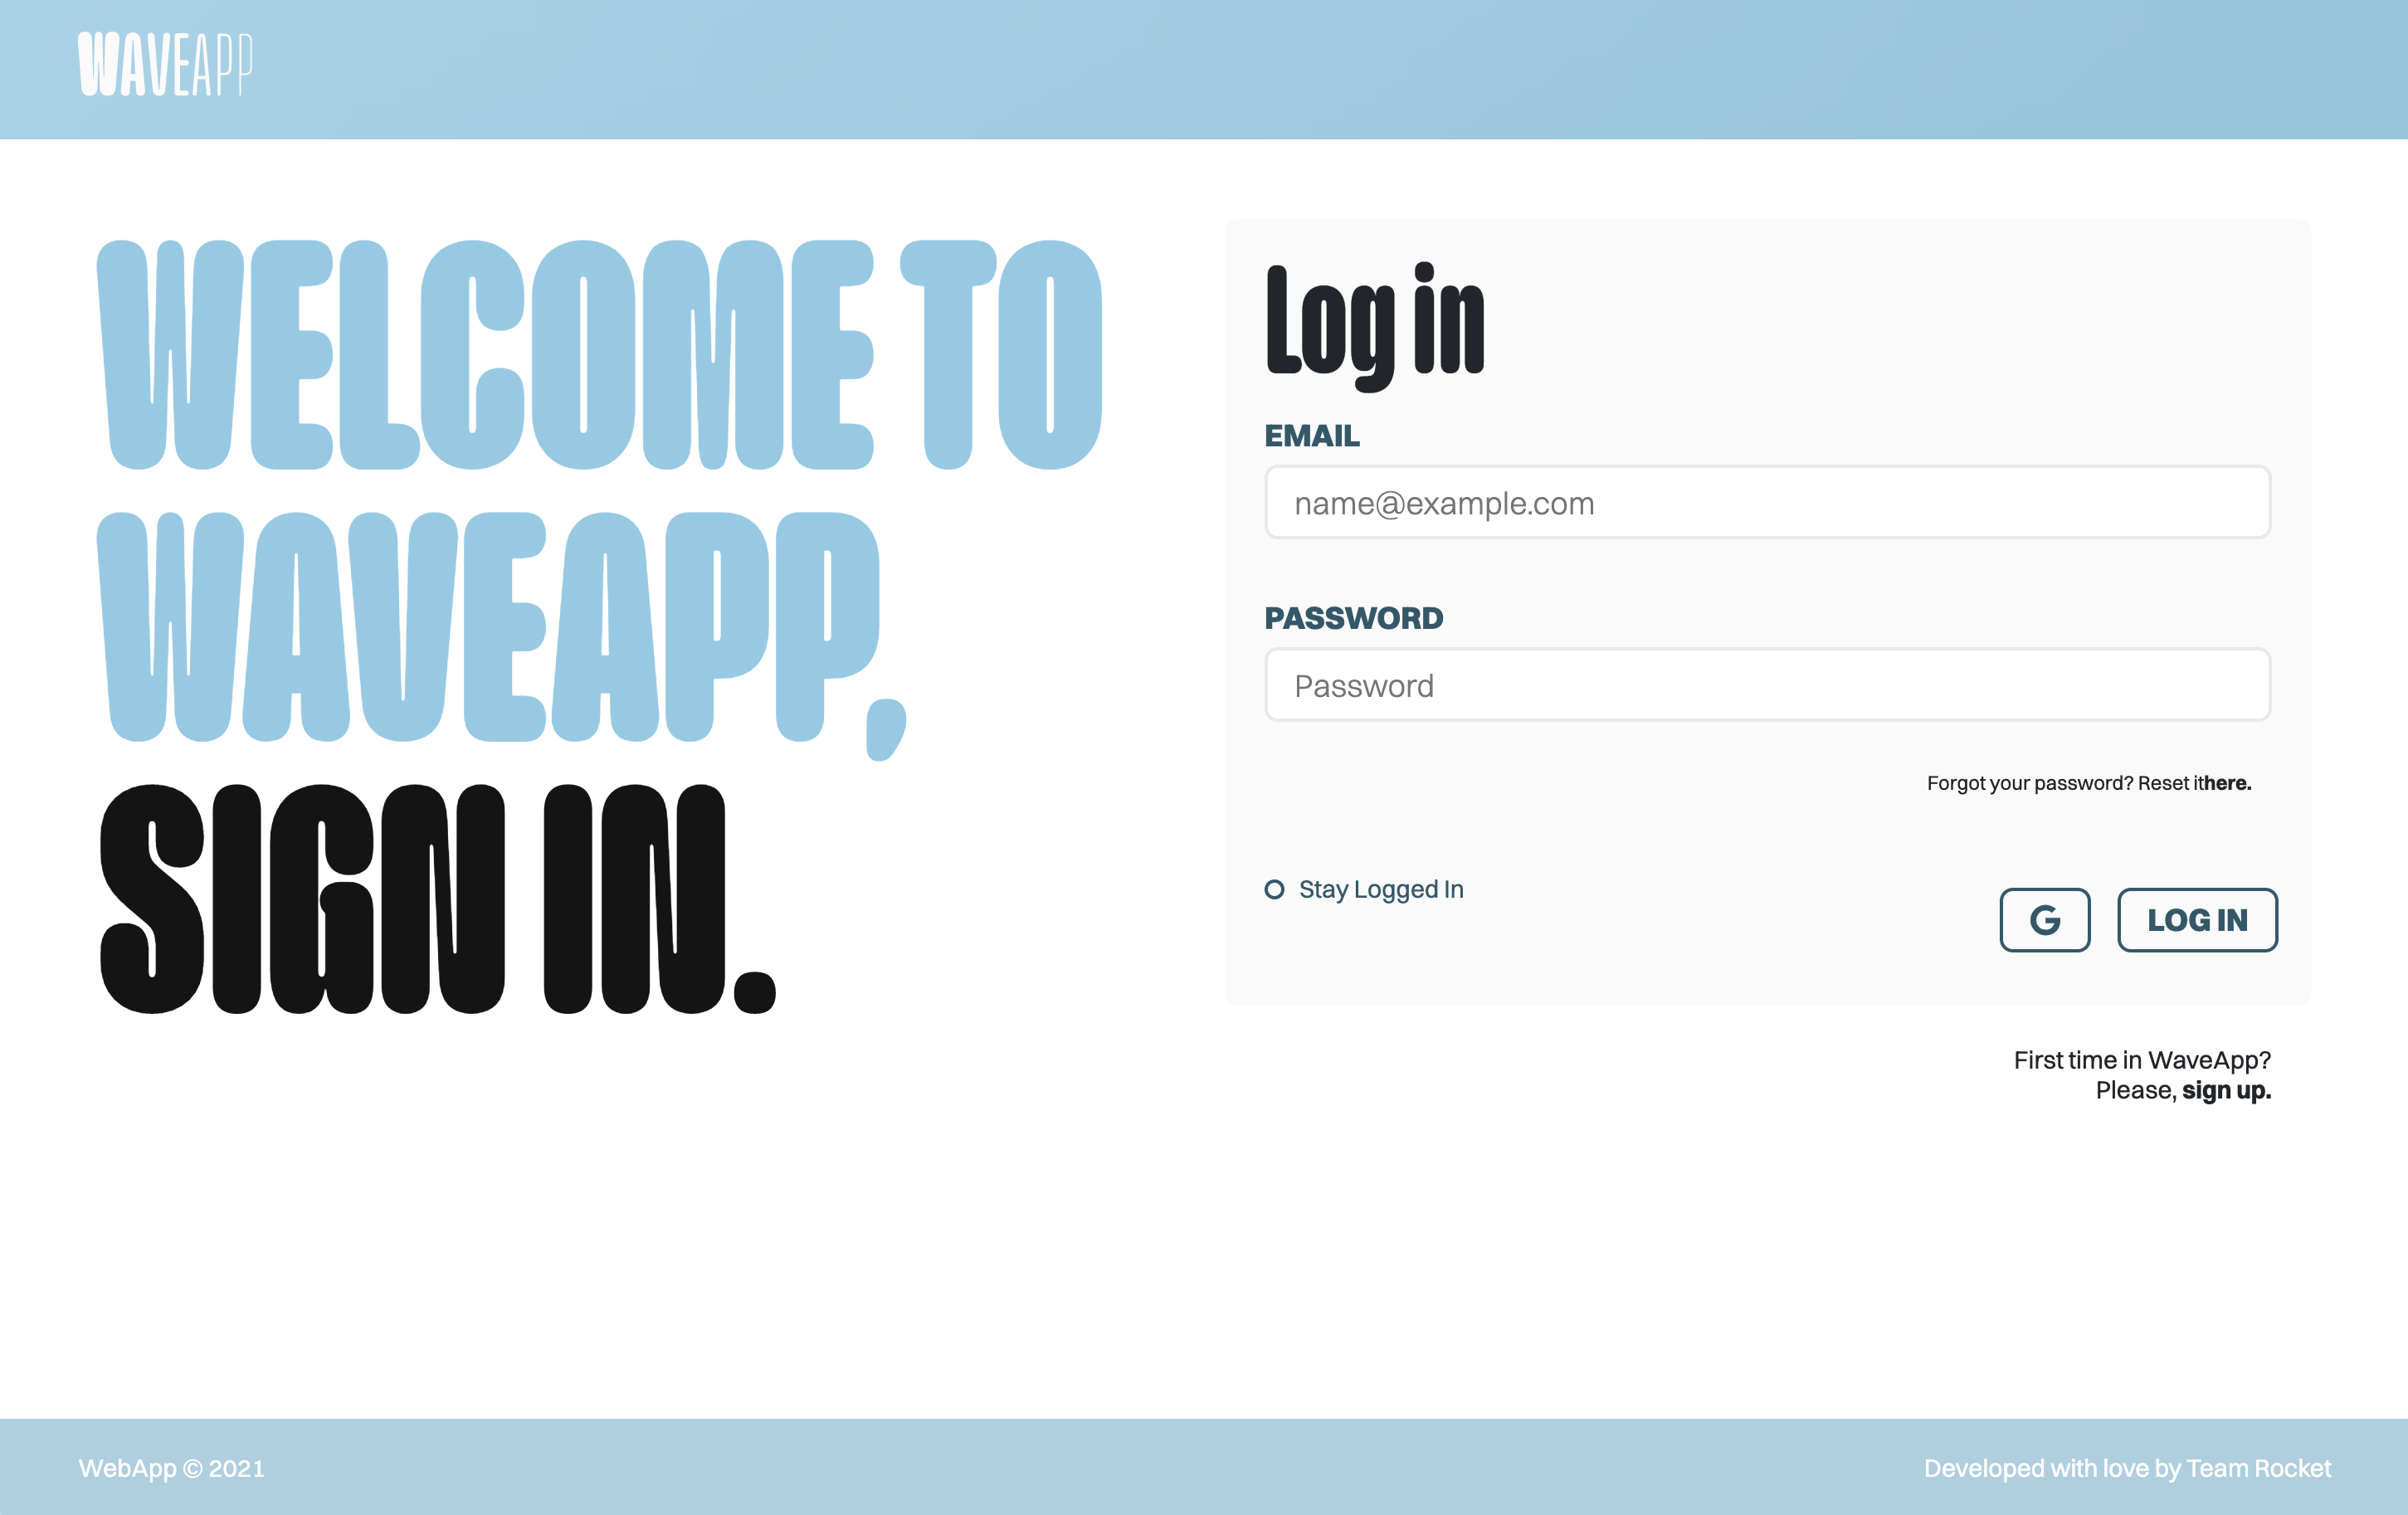 WAVEAPP
WELCOME TO
WAVEAPP,
SIGN IN.
Log in
EMAIL
name@example.com
PASSWORD
Password
Forgot your password? Reset ithere.
Stay Logged In
G
LOG IN
First time in WaveApp?
Please, sign up.
WebApp © 2021
Developed with love by Team Rocket